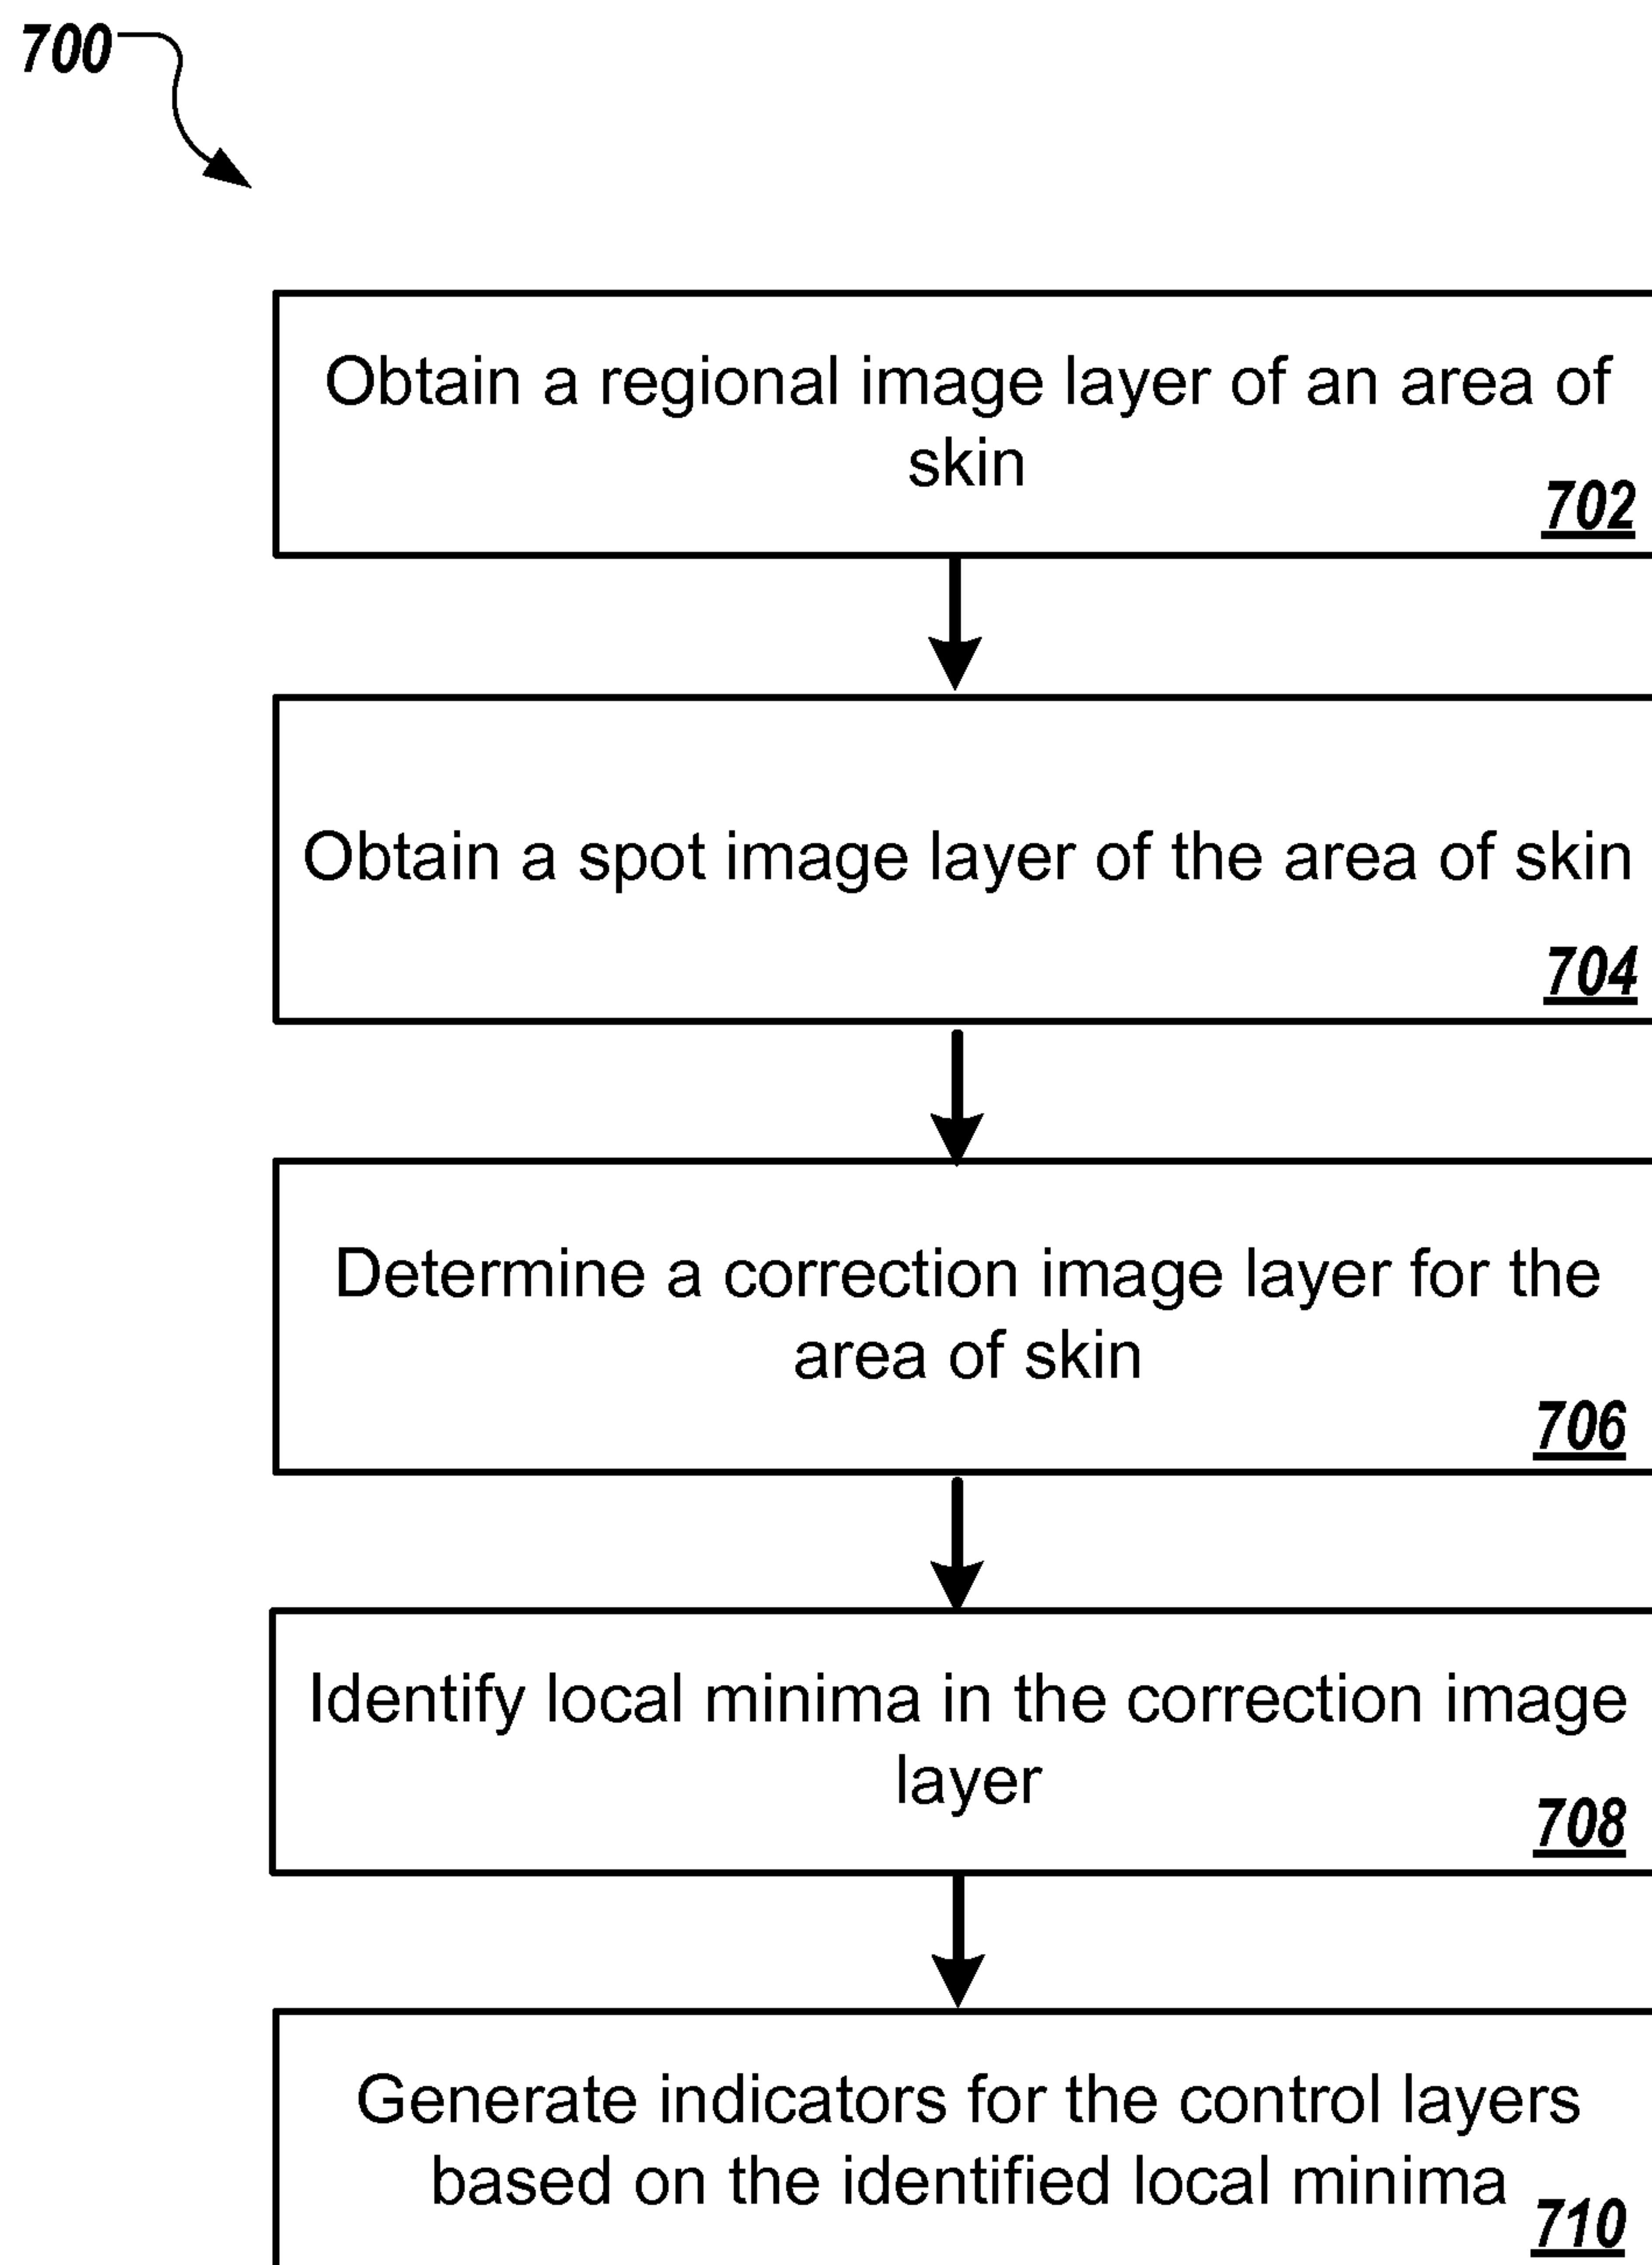 700
Obtain a regional image layer of an area of
skin
702
Obtain a spot image layer of the area of skin
704
Determine a correction image layer for the
area of skin
706
Identify local minima in the correction image
layer
708
Generate indicators for the control layers
based on the identified local minima
710